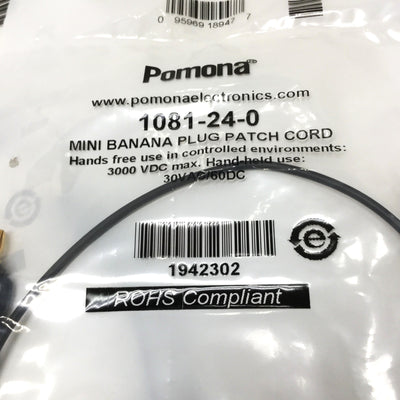 0 95969 18947 7
Pomona®
www.pomonaelectronics.com
1081-24-0
MINI BANANA PLUG PATCH CORD
Hands free use in controlled environments:
3000 VDC max. Hand-held use:
30VAC/60DC
e
1942302
ROHS Compliant